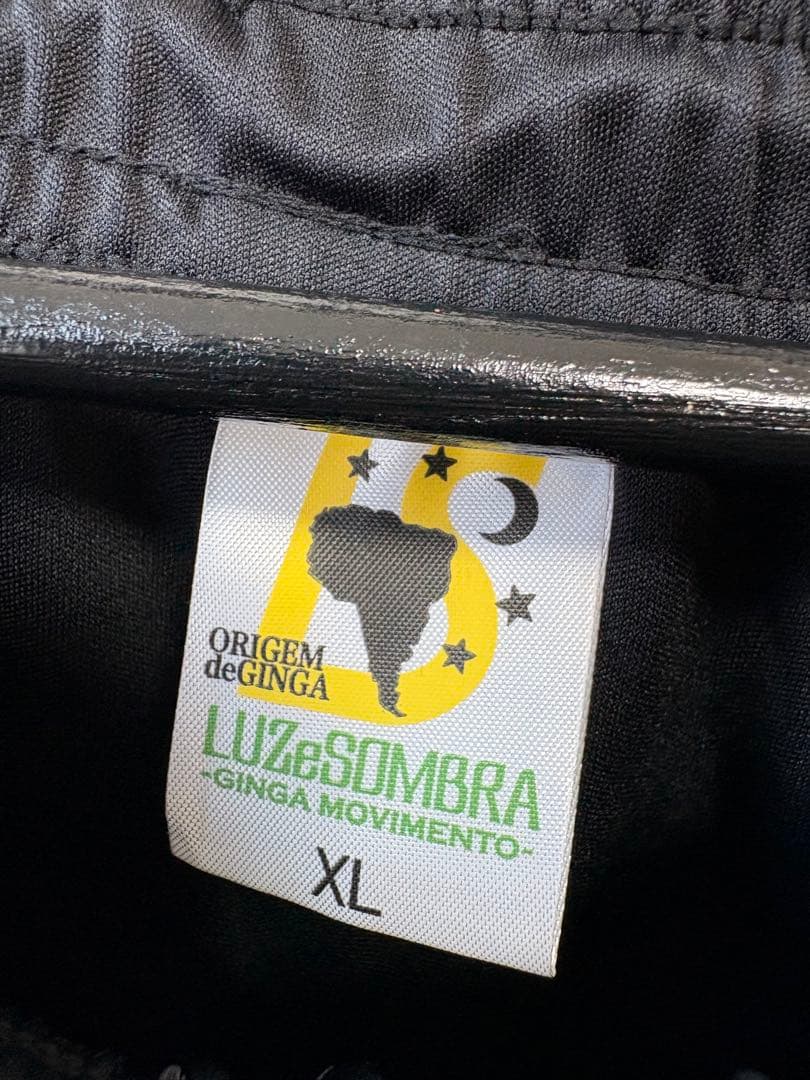 ORIGEM
deGINGA
LUZeSOMBRA
-GINGA MOVIMENTO-
XL